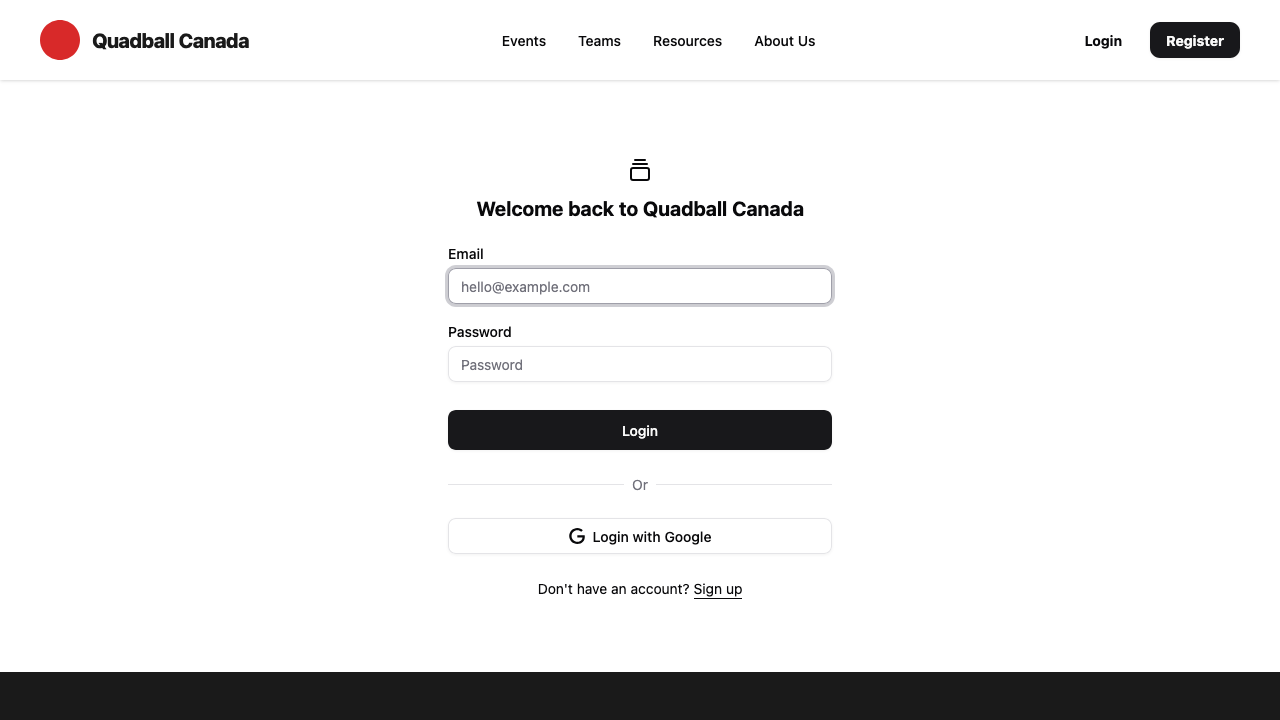 Quadball Canada
Events
Teams
Resources
About Us
Login
Register
Welcome back to Quadball Canada
Email
hello@example.com
Password
Password
Login
Or
Login with Google
Don't have an account? Sign up